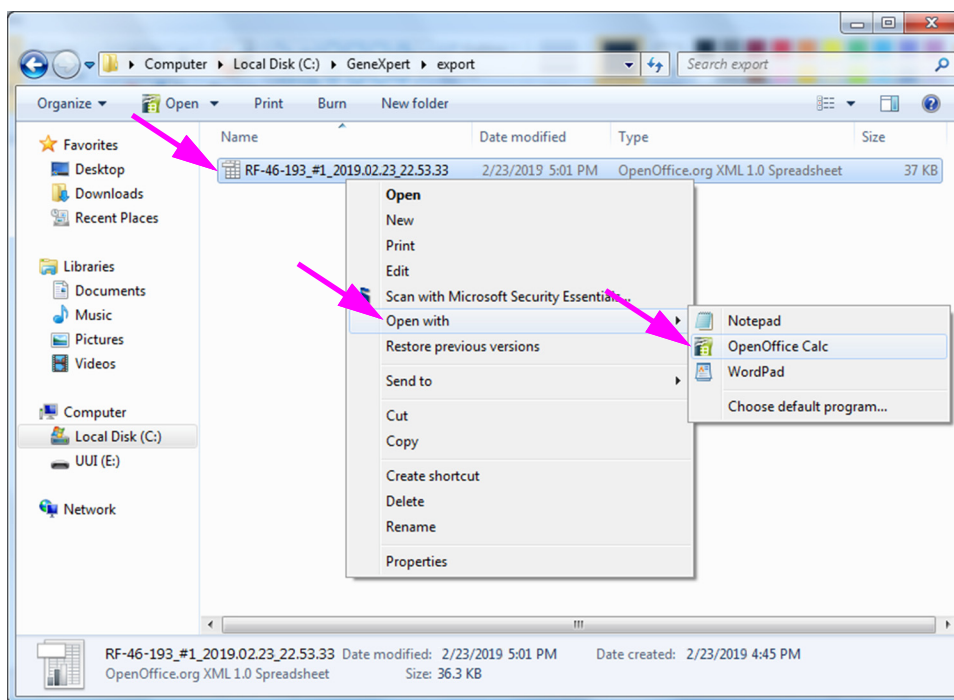 Computer Local Disk (C:) GeneXpert export Search export
Organize Open Print Burn New folder
Name Date modified Type Size
RF-46-193_#1_2019.02.23_22.53.33 2/23/2019 5:01 PM OpenOffice.org XML 1.0 Spreadsheet 37 KB
Favorites
Desktop
Downloads
Recent Places
Libraries
Documents
Music
Pictures
Videos
Computer
Local Disk (C:)
UUI (E:)
Network
Open
New
Print
Edit
Scan with Microsoft Security Essentials...
Open with
Restore previous versions
Send to
Cut
Copy
Create shortcut
Delete
Rename
Properties
Notepad
OpenOffice Calc
WordPad
Choose default program...
RF-46-193_#1_2019.02.23_22.53.33 Date modified: 2/23/2019 5:01 PM Date created: 2/23/2019 4:45 PM
OpenOffice.org XML 1.0 Spreadsheet Size: 36.3 KB